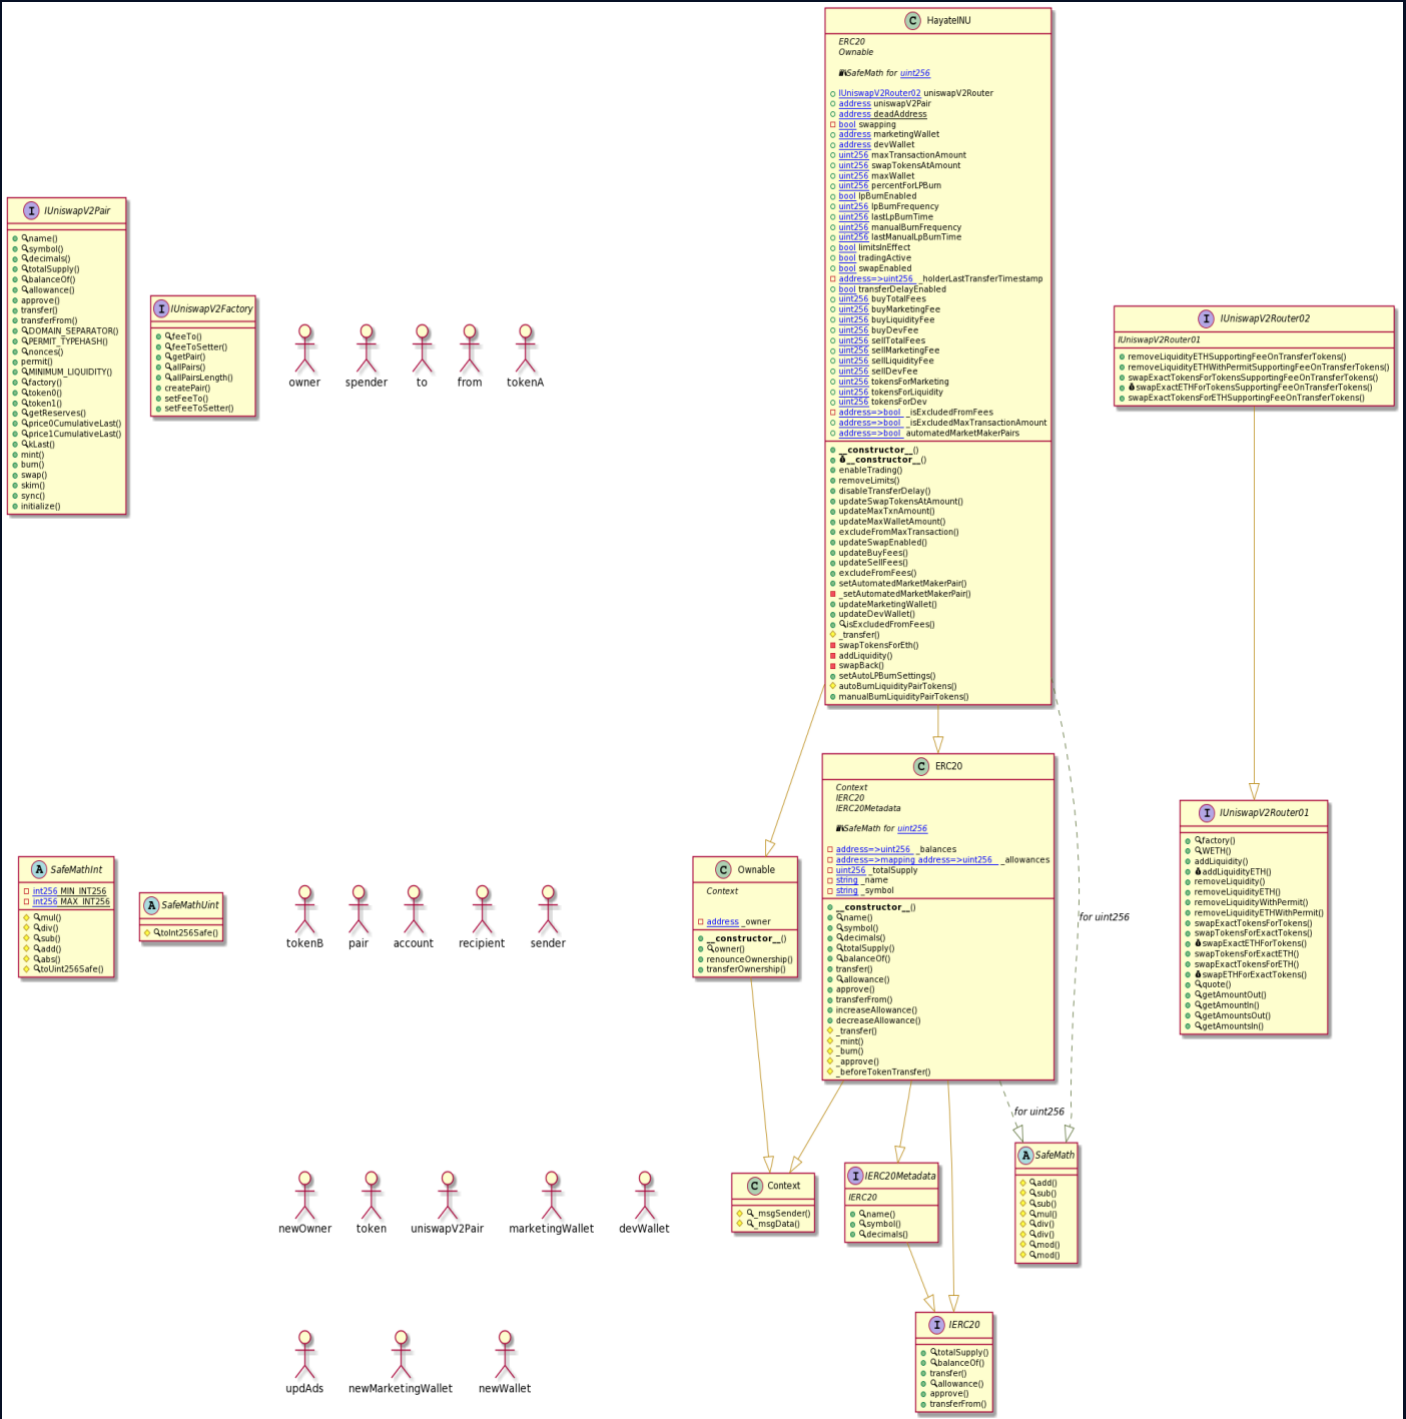 HayateINU
ERC20
Ownable
SafeMath for uint256
IUniswapV2Router02 uniswapV2Router
address uniswapV2Pair
address deadAddress
bool swapping
address marketingWallet
address devWallet
uint256 maxTransactionAmount
uint256 swapTokensAtAmount
uint256 maxWallet
uint256 percentForLPBurn
bool lpBurnEnabled
uint256 lpBurnFrequency
uint256 lastLpBurnTime
uint256 manualBurnFrequency
uint256 lastManualLpBurnTime
bool limitsInEffect
bool tradingActive
bool swapEnabled
address=>uint256 _holderLastTransferTimestamp
bool transferDelayEnabled
uint256 buyTotalFees
uint256 buyMarketingFee
uint256 buyLiquidityFee
uint256 buyDevFee
uint256 sellTotalFees
uint256 sellMarketingFee
uint256 sellLiquidityFee
uint256 sellDevFee
uint256 tokensForMarketing
uint256 tokensForLiquidity
uint256 tokensForDev
address=>bool _isExcludedFromFees
address=>bool _isExcludedMaxTransactionAmount
address=>bool automatedMarketMakerPairs
__constructor__()
__constructor__()
enableTrading()
removeLimits()
disableTransferDelay()
updateSwapTokensAtAmount()
updateMaxTxnAmount()
updateMaxWalletAmount()
excludeFromMaxTransaction()
updateSwapEnabled()
updateBuyFees()
updateSellFees()
excludeFromFees()
setAutomatedMarketMakerPair()
_setAutomatedMarketMakerPair()
updateMarketingWallet()
updateDevWallet()
isExcludedFromFees()
_transfer()
swapTokensForEth()
addLiquidity()
swapBack()
setAutoLPBurnSettings()
autoBurnLiquidityPairTokens()
manualBurnLiquidityPairTokens()
IUniswapV2Pair
name()
symbol()
decimals()
totalSupply()
balanceOf()
allowance()
approve()
transfer()
transferFrom()
DOMAIN_SEPARATOR()
PERMIT_TYPEHASH()
nonces()
permit()
MINIMUM_LIQUIDITY()
factory()
token0()
token1()
getReserves()
price0CumulativeLast()
price1CumulativeLast()
kLast()
mint()
burn()
swap()
skim()
sync()
initialize()
IUniswapV2Factory
feeTo()
feeToSetter()
getPair()
allPairs()
allPairsLength()
createPair()
setFeeTo()
setFeeToSetter()
owner
spender
to
from
tokenA
IUniswapV2Router02
IUniswapV2Router01
removeLiquidityETHSupportingFeeOnTransferTokens()
removeLiquidityETHWithPermitSupportingFeeOnTransferTokens()
swapExactTokensForTokensSupportingFeeOnTransferTokens()
swapExactETHForTokensSupportingFeeOnTransferTokens()
swapExactTokensForETHSupportingFeeOnTransferTokens()
SafeMathInt
int256 MIN_INT256
int256 MAX_INT256
mul()
div()
sub()
add()
abs()
toUint256Safe()
SafeMathUint
toInt256Safe()
tokenB
pair
account
recipient
sender
Ownable
Context
address _owner
__constructor__()
owner()
renounceOwnership()
transferOwnership()
ERC20
Context
IERC20
IERC20Metadata
SafeMath for uint256
address=>uint256 _balances
address=>mapping address=>uint256 _allowances
uint256 _totalSupply
string _name
string _symbol
__constructor__()
name()
symbol()
decimals()
totalSupply()
balanceOf()
transfer()
allowance()
approve()
transferFrom()
increaseAllowance()
decreaseAllowance()
_transfer()
_mint()
_burn()
_approve()
_beforeTokenTransfer()
for uint256
IUniswapV2Router01
factory()
WETH()
addLiquidity()
addLiquidityETH()
removeLiquidity()
removeLiquidityETH()
removeLiquidityWithPermit()
removeLiquidityETHWithPermit()
swapExactTokensForTokens()
swapTokensForExactTokens()
swapExactETHForTokens()
swapTokensForExactETH()
swapExactTokensForETH()
swapETHForExactTokens()
quote()
getAmountOut()
getAmountIn()
getAmountsOut()
getAmountsIn()
for uint256
newOwner
token
uniswapV2Pair
marketingWallet
devWallet
Context
_msgSender()
_msgData()
IERC20Metadata
IERC20
name()
symbol()
decimals()
SafeMath
add()
sub()
sub()
mul()
div()
div()
mod()
mod()
updAds
newMarketingWallet
newWallet
IERC20
totalSupply()
balanceOf()
transfer()
allowance()
approve()
transferFrom()